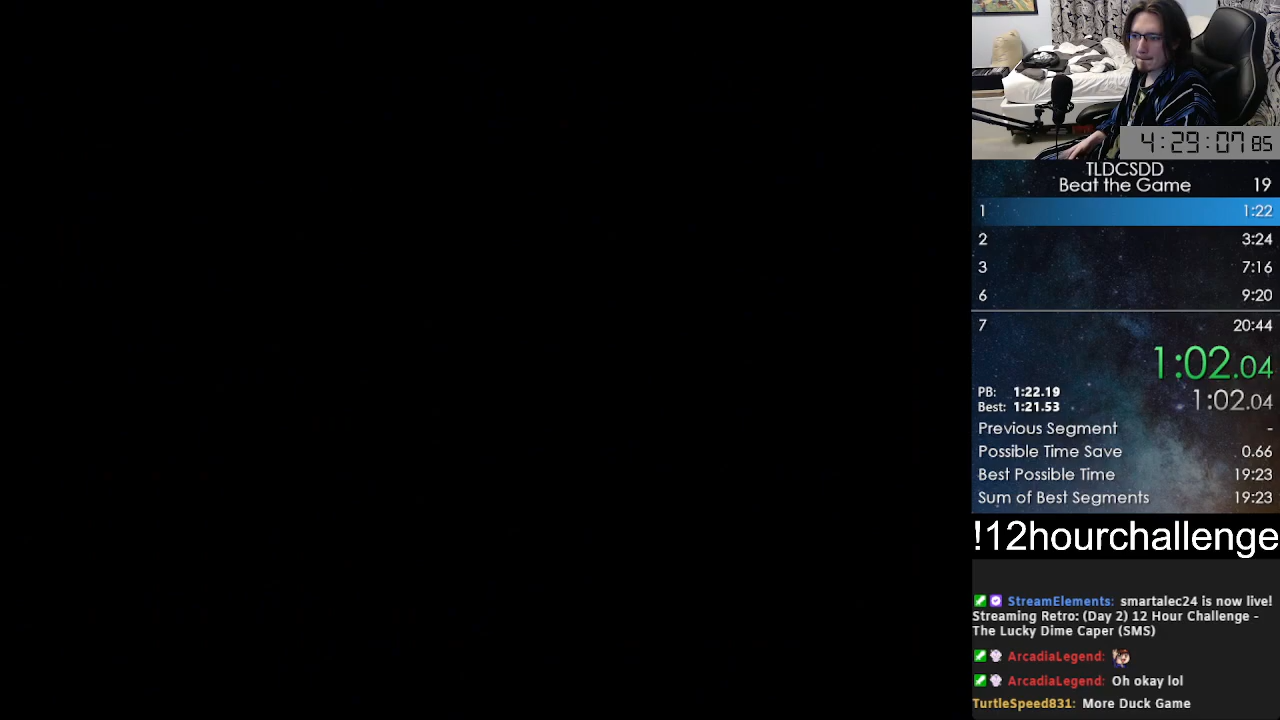 4:29:07 85
TLDCSDD
Beat the Game 19
1 1:22
2 3:24
3 7:16
6 9:20
7 20:44
1:02.04
PB: 1:22.19
Best: 1:21.53
1:02.04
Previous Segment -
Possible Time Save 0.66
Best Possible Time 19:23
Sum of Best Segments 19:23
!12hourchallenge
StreamElements: smartalec24 is now live!
Streaming Retro: (Day 2) 12 Hour Challenge -
The Lucky Dime Caper (SMS)
ArcadiaLegend:
ArcadiaLegend: Oh okay lol
TurtleSpeed831: More Duck Game